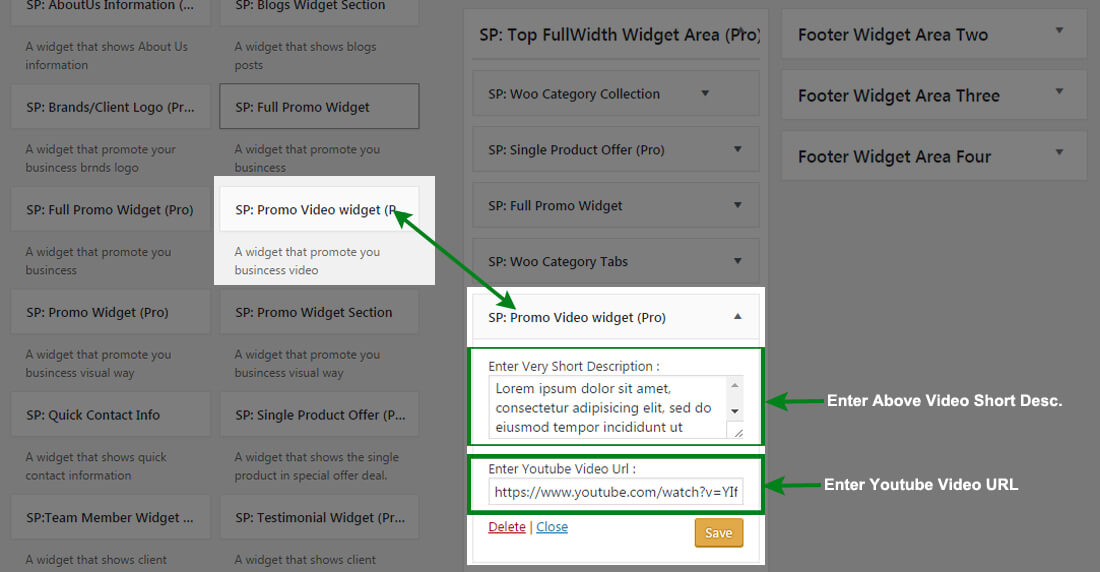 SP: AboutUs Information (...
SP: Blogs Widget Section
A widget that shows About Us
information
A widget that shows blogs
posts
SP: Brands/Client Logo (Pr...
SP: Full Promo Widget
A widget that promote your
business brnds logo
A widget that promote you
business
SP: Full Promo Widget (Pro)
SP: Promo Video widget (P
A widget that promote you
business
A widget that promote you
business video
SP: Promo Widget (Pro)
SP: Promo Widget Section
A widget that promote you
business visual way
A widget that promote you
business visual way
SP: Quick Contact Info
SP: Single Product Offer (P...
A widget that shows quick
contact information
A widget that shows the single
product in special offer deal.
SP:Team Member Widget ...
SP: Testimonial Widget (Pr...
A widget that shows client
A widget that shows client
SP: Top FullWidth Widget Area (Pro)
SP: Woo Category Collection
SP: Single Product Offer (Pro)
SP: Full Promo Widget
SP: Woo Category Tabs
SP: Promo Video widget (Pro)
Enter Very Short Description :
Lorem ipsum dolor sit amet,
consectetur adipisicing elit, sed do
eiusmod tempor incididunt ut
Enter Above Video Short Desc.
Enter Youtube Video Url :
https://www.youtube.com/watch?v=YIf
Enter Youtube Video URL
Delete | Close
Save
Footer Widget Area Two
Footer Widget Area Three
Footer Widget Area Four